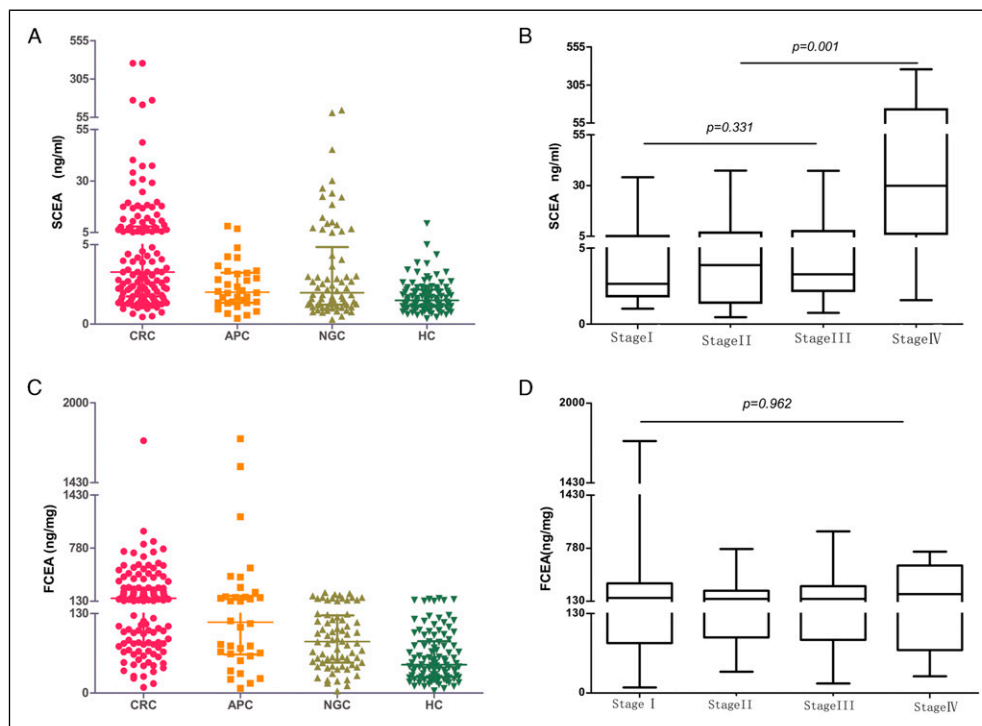 A
555
305
55
55
30
5
5
0
SCEA (ng/ml)
CRC APC NGC HC
B
555
305
55
55
30
5
5
0
SCEA ng/ml)
p=0.001
p=0.331
StageI StageII StageIII StageⅣ
C
2000
1430
1430
780
130
130
0
FCEA (ng/mg)
CRC APC NGC HC
D
2000
1430
1430
780
130
130
0
FCEA(ng/mg)
p=0.962
Stage I StageII StageIII StageⅣ